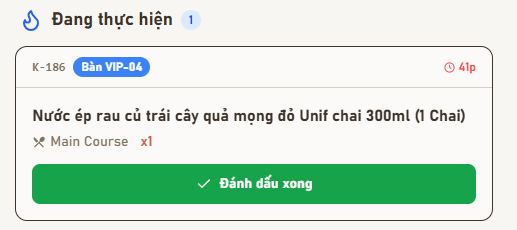 Đang thực hiện 1
K-186 Bàn VIP-04 41p
Nước ép rau củ trái cây quả mọng đỏ Unif chai 300ml (1 Chai)
Main Course x1
Đánh dấu xong